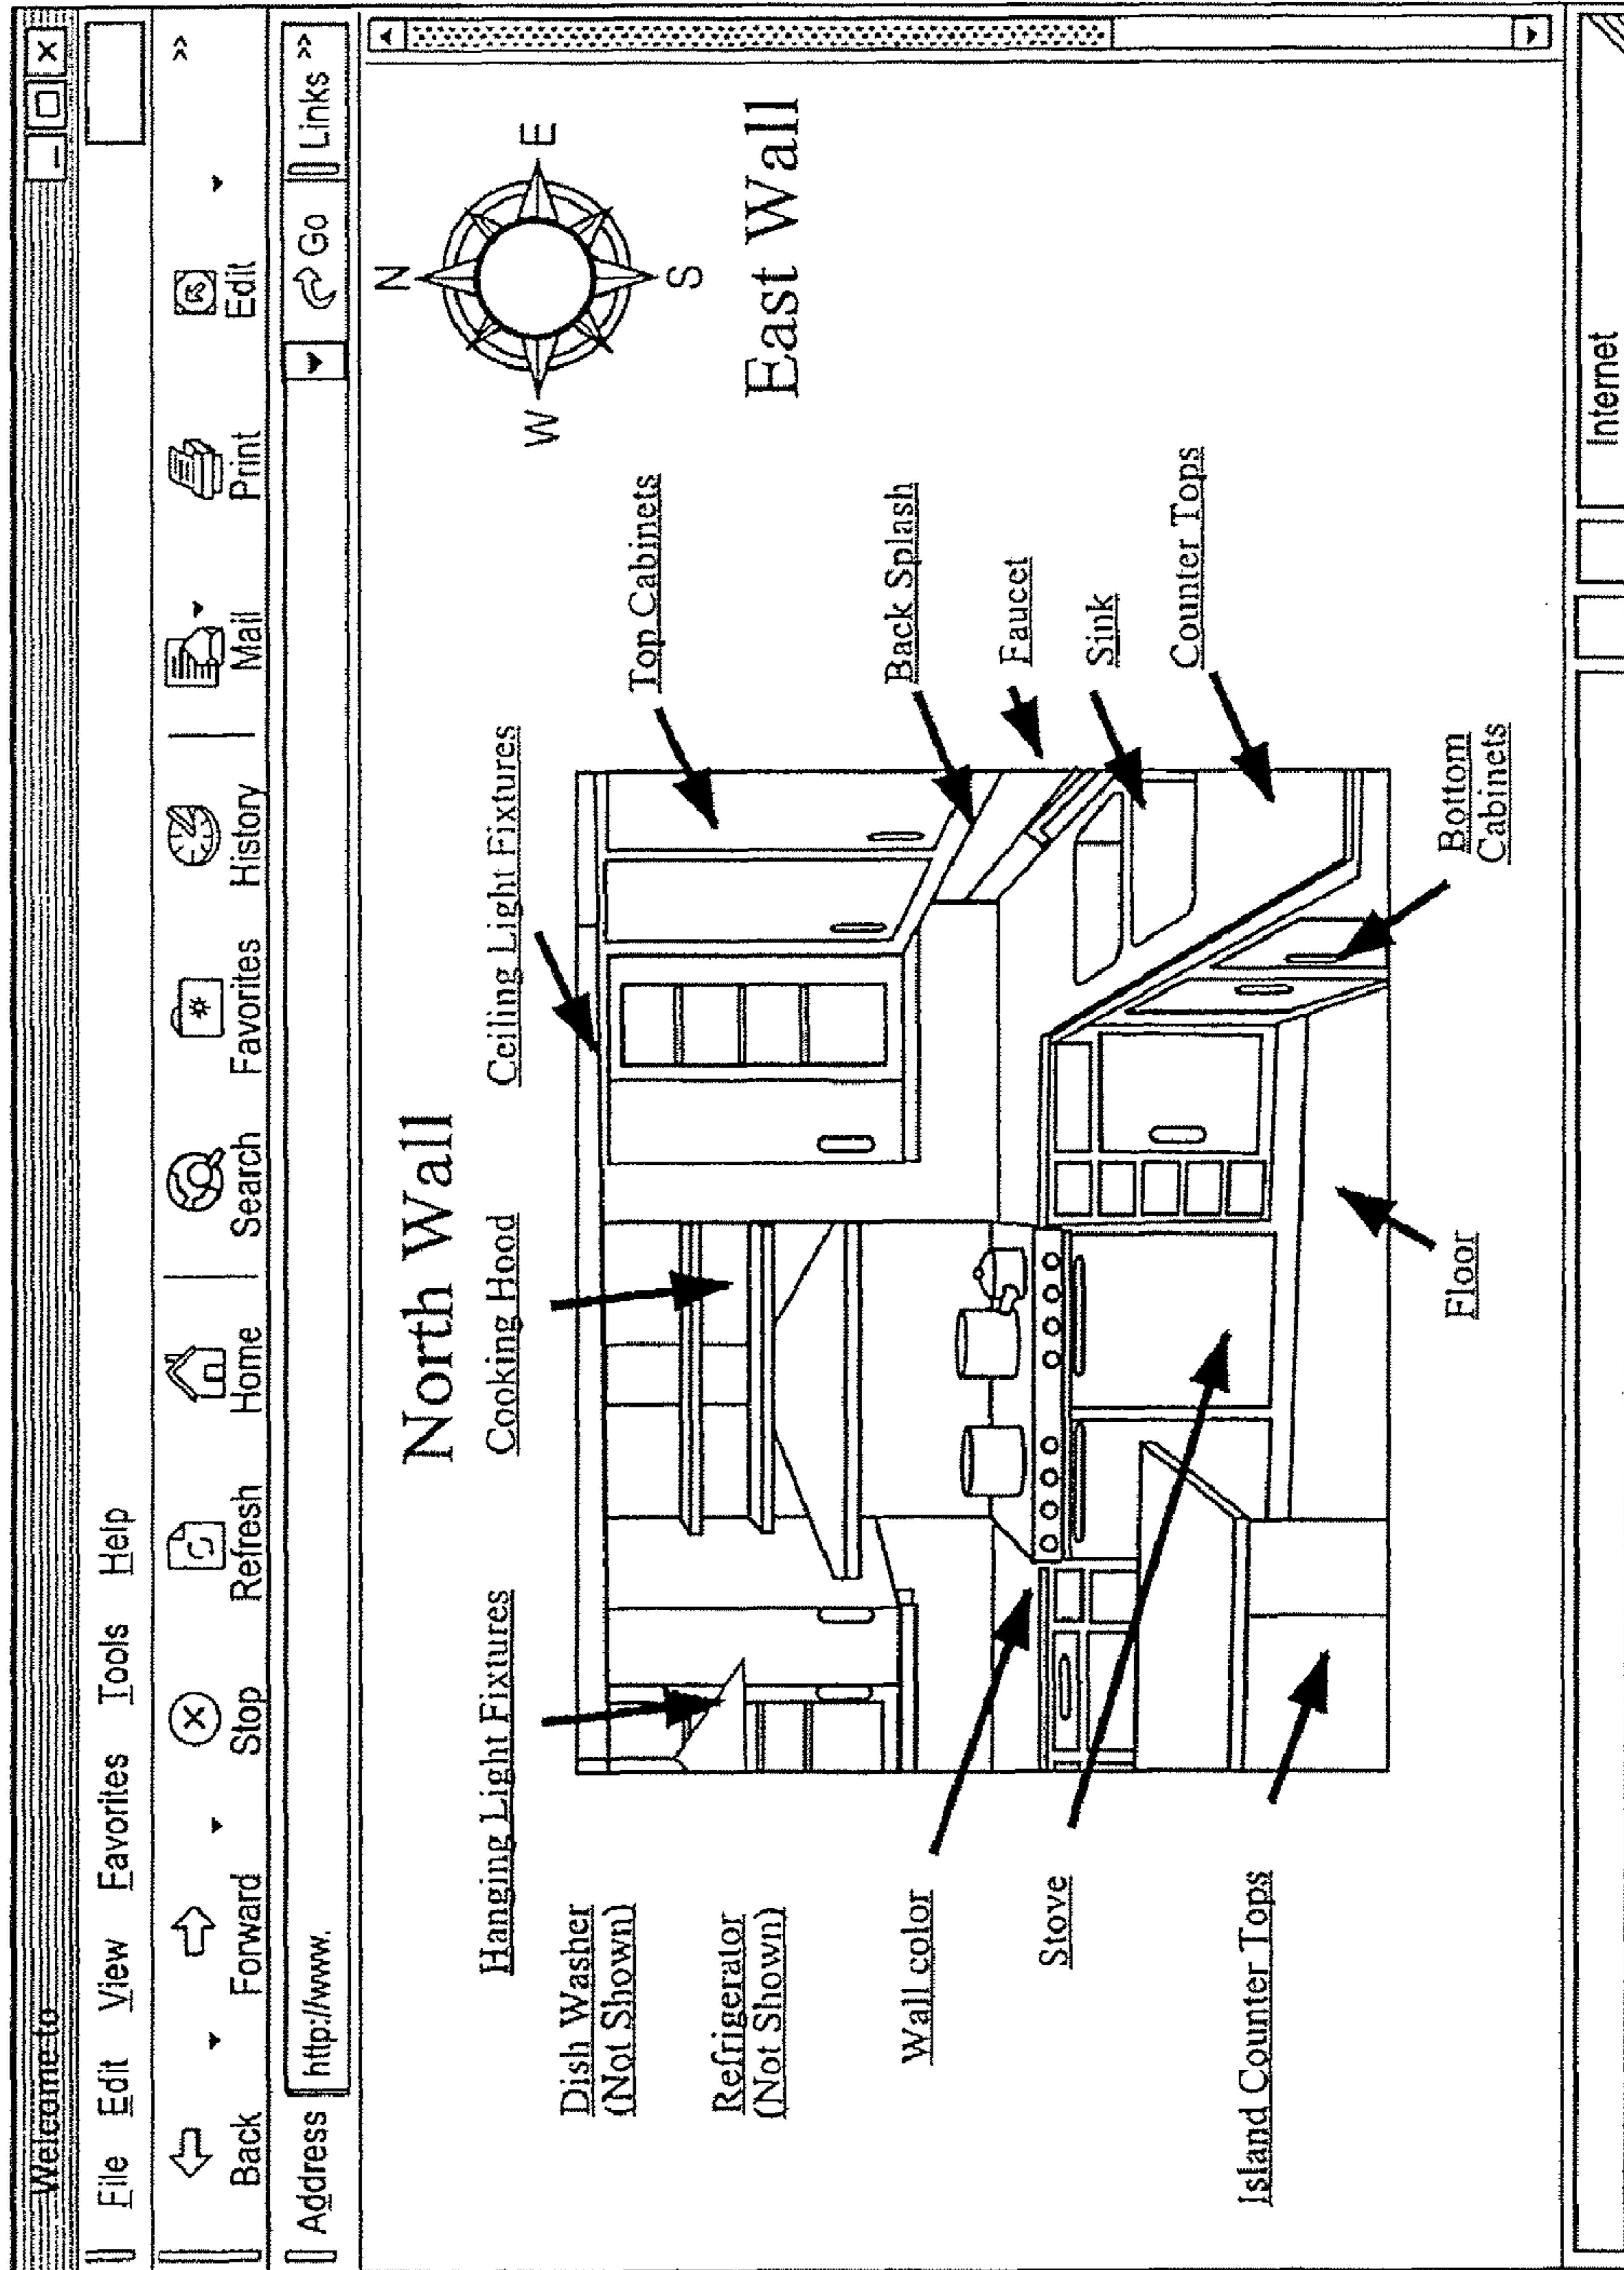 Welcome to
File Edit View Favorites Tools Help
Back Forward Stop Refresh Home Search Favorites History Mail Print Edit >>
Address http://www. Go Links >>
North Wall
N
W E
S
East Wall
Hanging Light Fixtures
Cooking Hood
Ceiling Light Fixtures
Dish Washer
(Not Shown)
Top Cabinets
Refrigerator
(Not Shown)
Back Splash
Wall color
Faucet
Stove
Sink
Counter Tops
Island Counter Tops
Floor
Bottom
Cabinets
Internet